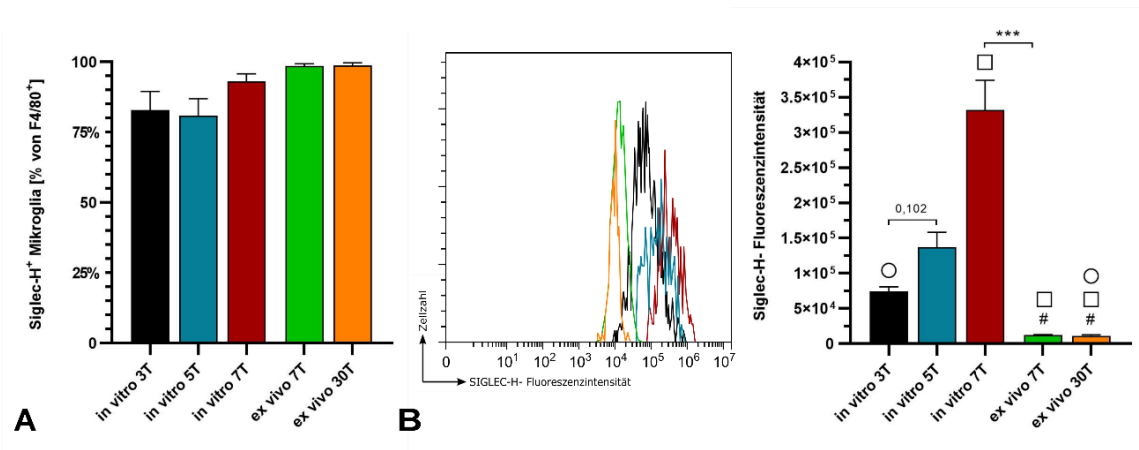 Siglec-H⁺ Mikroglia [% von F4/80⁺]
100
75%
50
25%
0
in vitro 3T
in vitro 5T
in vitro 7T
ex vivo 7T
ex vivo 30T
A
Zellzahl
0 10¹ 10² 10³ 10⁴ 10⁵ 10⁶ 10⁷
SIGLEC-H- Fluoreszenzintensität
B
Siglec-H- Fluoreszenzintensität
4×10⁵
3.5×10⁵
3×10⁵
2.5×10⁵
2×10⁵
1.5×10⁵
1×10⁵
5×10⁴
0
***
0,102
# #
in vitro 3T
in vitro 5T
in vitro 7T
ex vivo 7T
ex vivo 30T